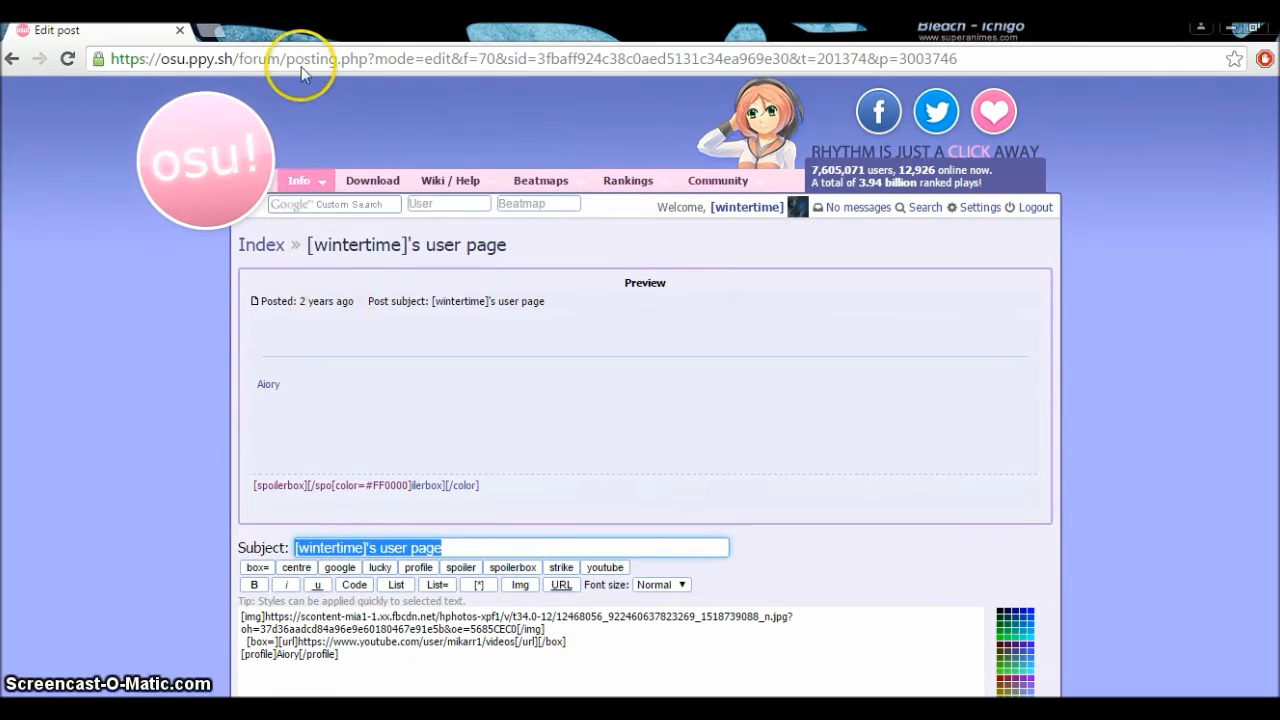 Edit post
Bleach - Ichigo
www.superanimes.com
https://osu.ppy.sh/forum/posting.php?mode=edit&f=70&sid=3fbaff924c38c0aed5131c34ea969e30&t=201374&p=3003746
osu!
RHYTHM IS JUST A CLICK AWAY
7,605,071 users, 12,926 online now.
A total of 3.94 billion ranked plays!
Info Download Wiki / Help Beatmaps Rankings Community
Google™ Custom Search User Beatmap Welcome, [wintertime] No messages Search Settings Logout
Index » [wintertime]'s user page
Preview
Posted: 2 years ago Post subject: [wintertime]'s user page
Aiory
[spoilerbox][/spo[color=#FF0000]ilerbox][/color]
Subject: [wintertime]'s user page
box= centre google lucky profile spoiler spoilerbox strike youtube
B i u Code List List= [*] Img URL Font size: Normal
Tip: Styles can be applied quickly to selected text.
[img]https://scontent-mia1-1.xx.fbcdn.net/hphotos-xpf1/v/t34.0-12/12468056_922460637823269_1518739088_n.jpg?
oh=37d36aadcd84a96e9e60180467e91e5b&oe=5685CEC0[/img]
[box=][url]https://www.youtube.com/user/mikarr1/videos[/url][/box]
[profile]Aiory[/profile]
Screencast-O-Matic.com